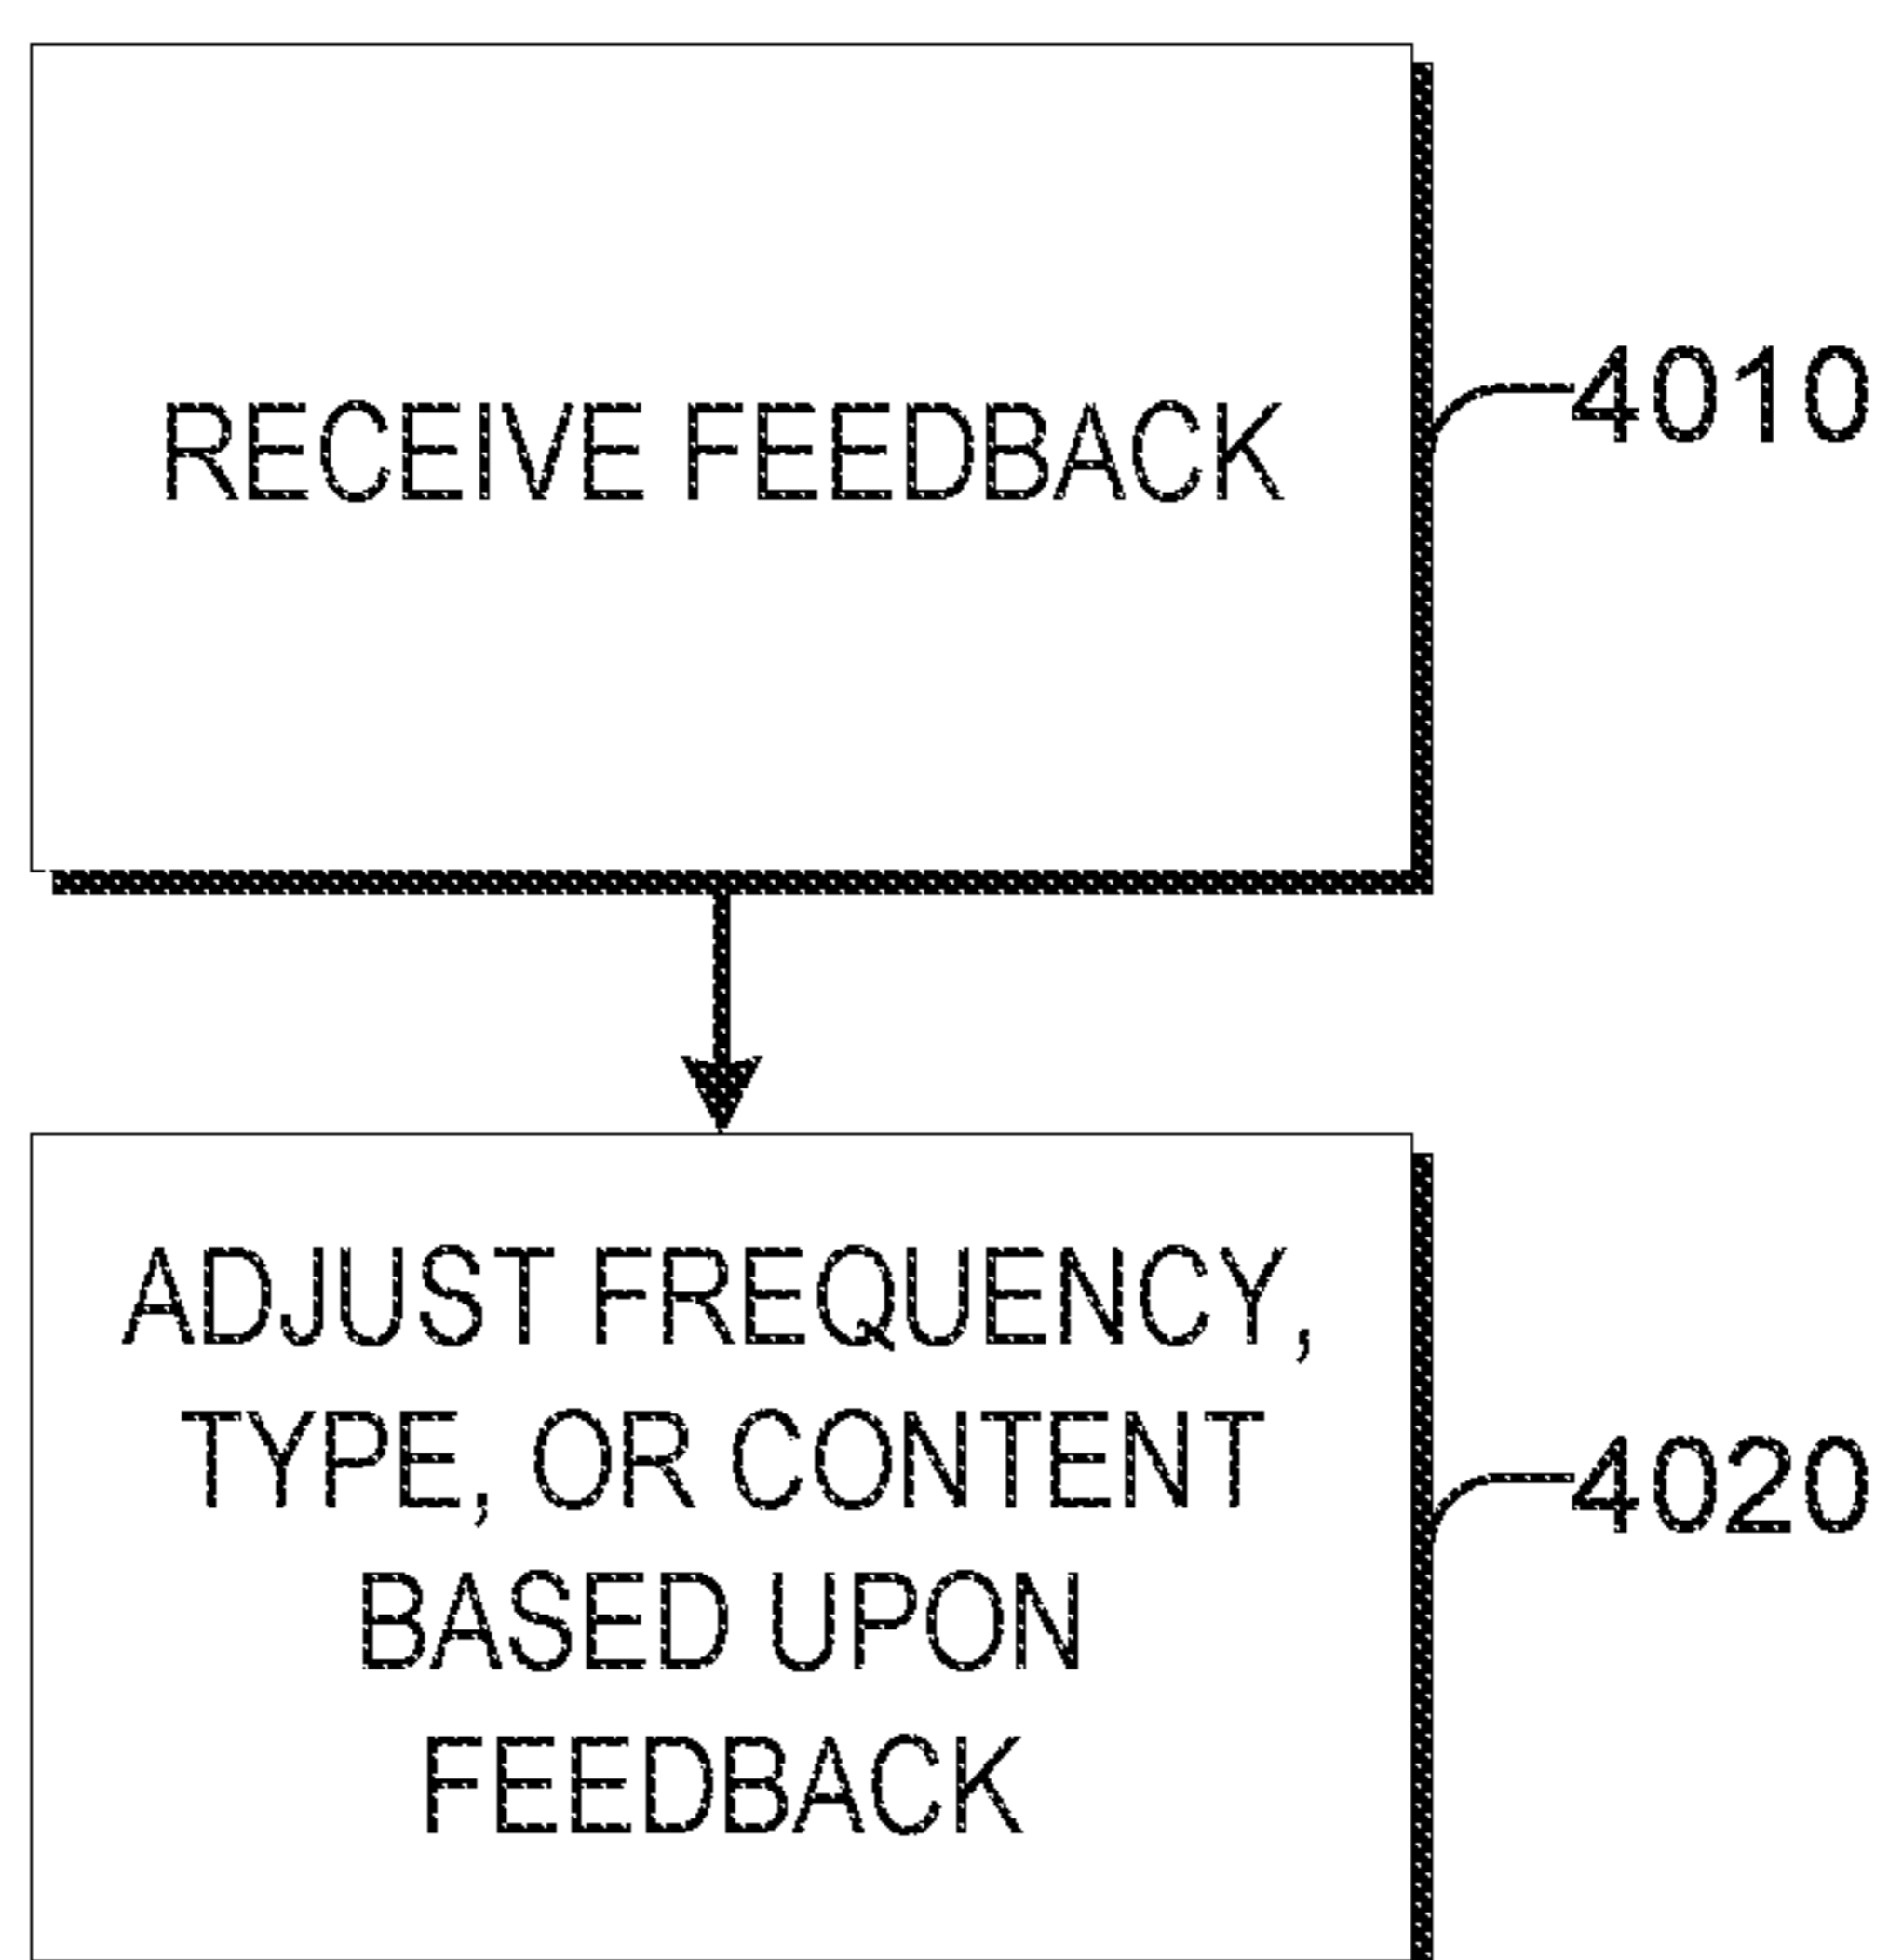 RECEIVE FEEDBACK
4010
ADJUST FREQUENCY,
TYPE, OR CONTENT
BASED UPON
FEEDBACK
4020